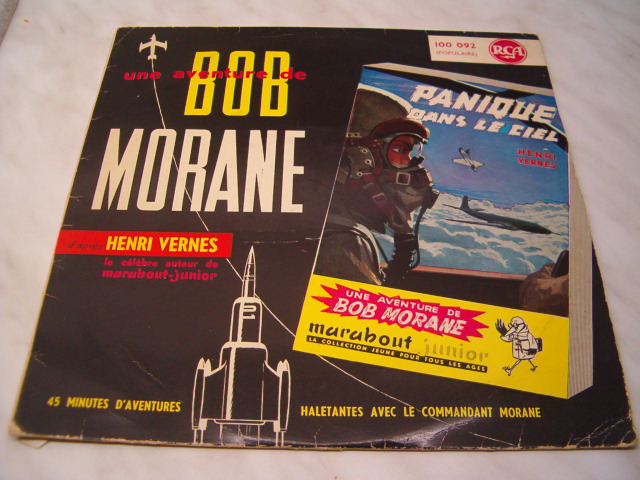 100 092
(POPULAIRE)
RCA
une aventure de
BOB
MORANE
d'après HENRI VERNES
le célèbre auteur de
marabout-junior
PANIQUE
DANS LE CIEL
HENRI
VERNES
UNE AVENTURE DE
BOB MORANE
marabout junior
LA COLLECTION JEUNE POUR TOUS LES AGES
45 MINUTES D'AVENTURES
HALETANTES AVEC LE COMMANDANT MORANE